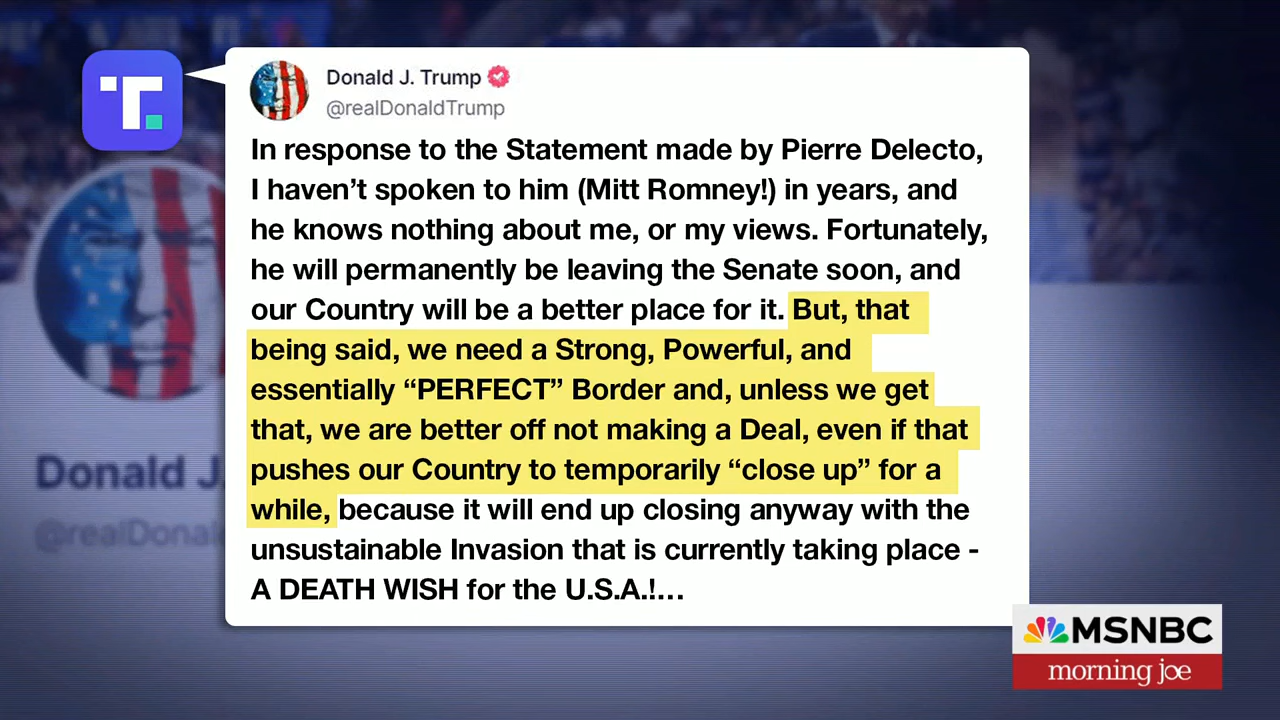 T.
Donald J. Trump
@realDonaldTrump
In response to the Statement made by Pierre Delecto,
I haven’t spoken to him (Mitt Romney!) in years, and
he knows nothing about me, or my views. Fortunately,
he will permanently be leaving the Senate soon, and
our Country will be a better place for it. But, that
being said, we need a Strong, Powerful, and
essentially “PERFECT” Border and, unless we get
that, we are better off not making a Deal, even if that
pushes our Country to temporarily “close up” for a
while, because it will end up closing anyway with the
unsustainable Invasion that is currently taking place -
A DEATH WISH for the U.S.A.!...
Donald J.
@realDonal
MSNBC
morning joe